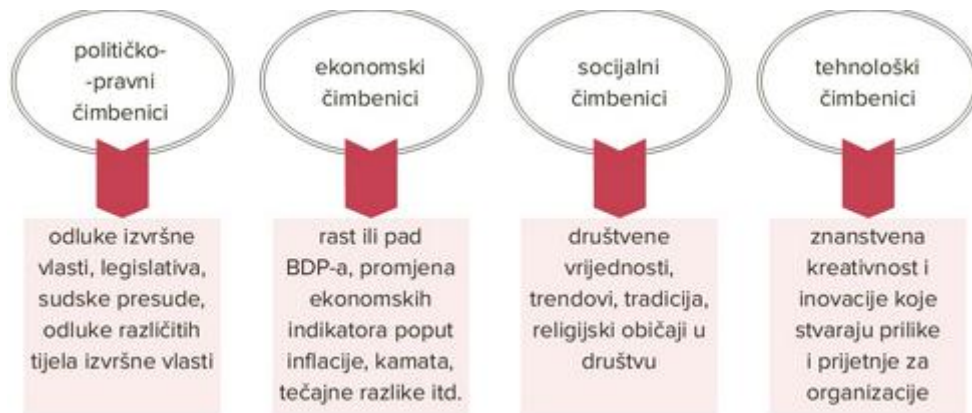 političko-
-pravni
čimbenici
odluke izvršne
vlasti, legislativa,
sudske presude,
odluke različitih
tijela izvršne vlasti
ekonomski
čimbenici
rast ili pad
BDP-a, promjena
ekonomskih
indikatora poput
inflacije, kamata,
tečajne razlike itd.
socijalni
čimbenici
društvene
vrijednosti,
trendovi, tradicija,
religijski običaji u
društvu
tehnološki
čimbenici
znanstvena
kreativnost i
inovacije koje
stvaraju prilike
i prijetnje za
organizacije